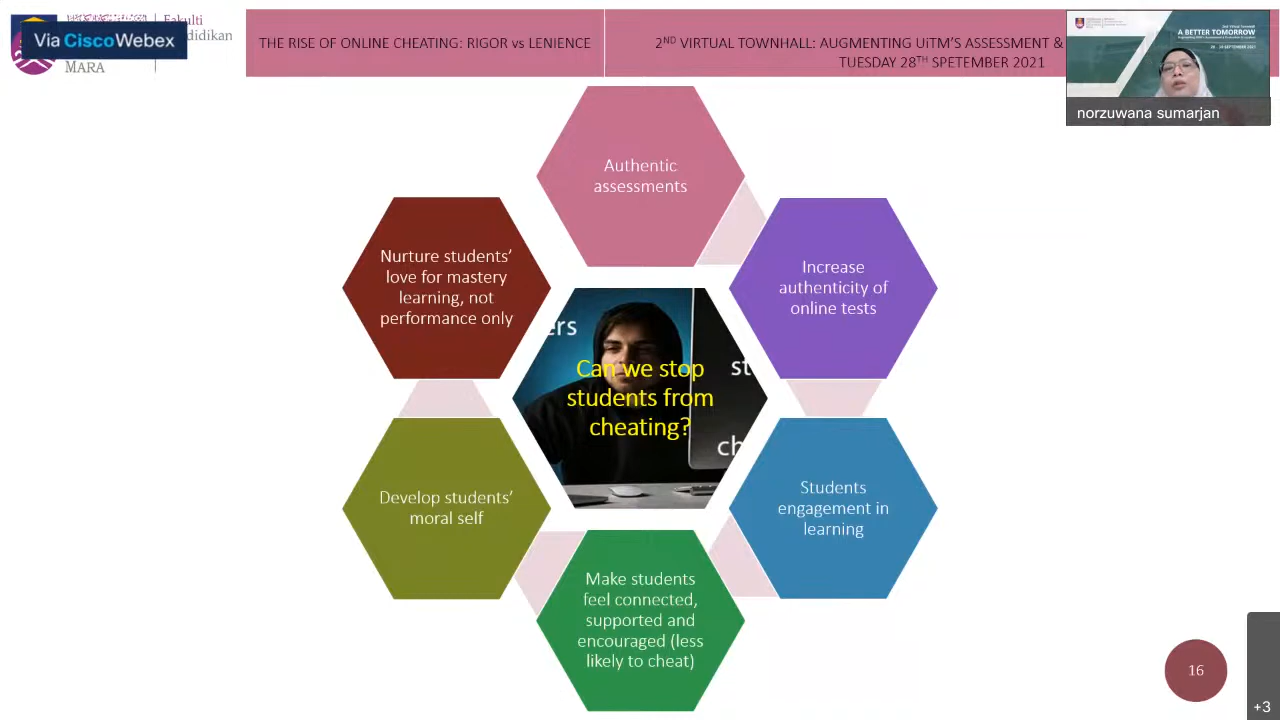 Fakulti
Via Cisco Webex
MARA
THE RISE OF ONLINE CHEATING: RIGOR VS LENIENCE
2ND VIRTUAL TOWNHALL: AUGMENTING UITM'S ASSESSMENT &
TUESDAY 28TH SPETEMBER 2021
A BETTER TOMORROW
norzuwana sumarjan
Authentic
assessments
Increase
authenticity of
online tests
Students
engagement in
learning
Make students
feel connected,
supported and
encouraged (less
likely to cheat)
Develop students’
moral self
Nurture students’
love for mastery
learning, not
performance only
Can we stop
students from
cheating?
16
+3